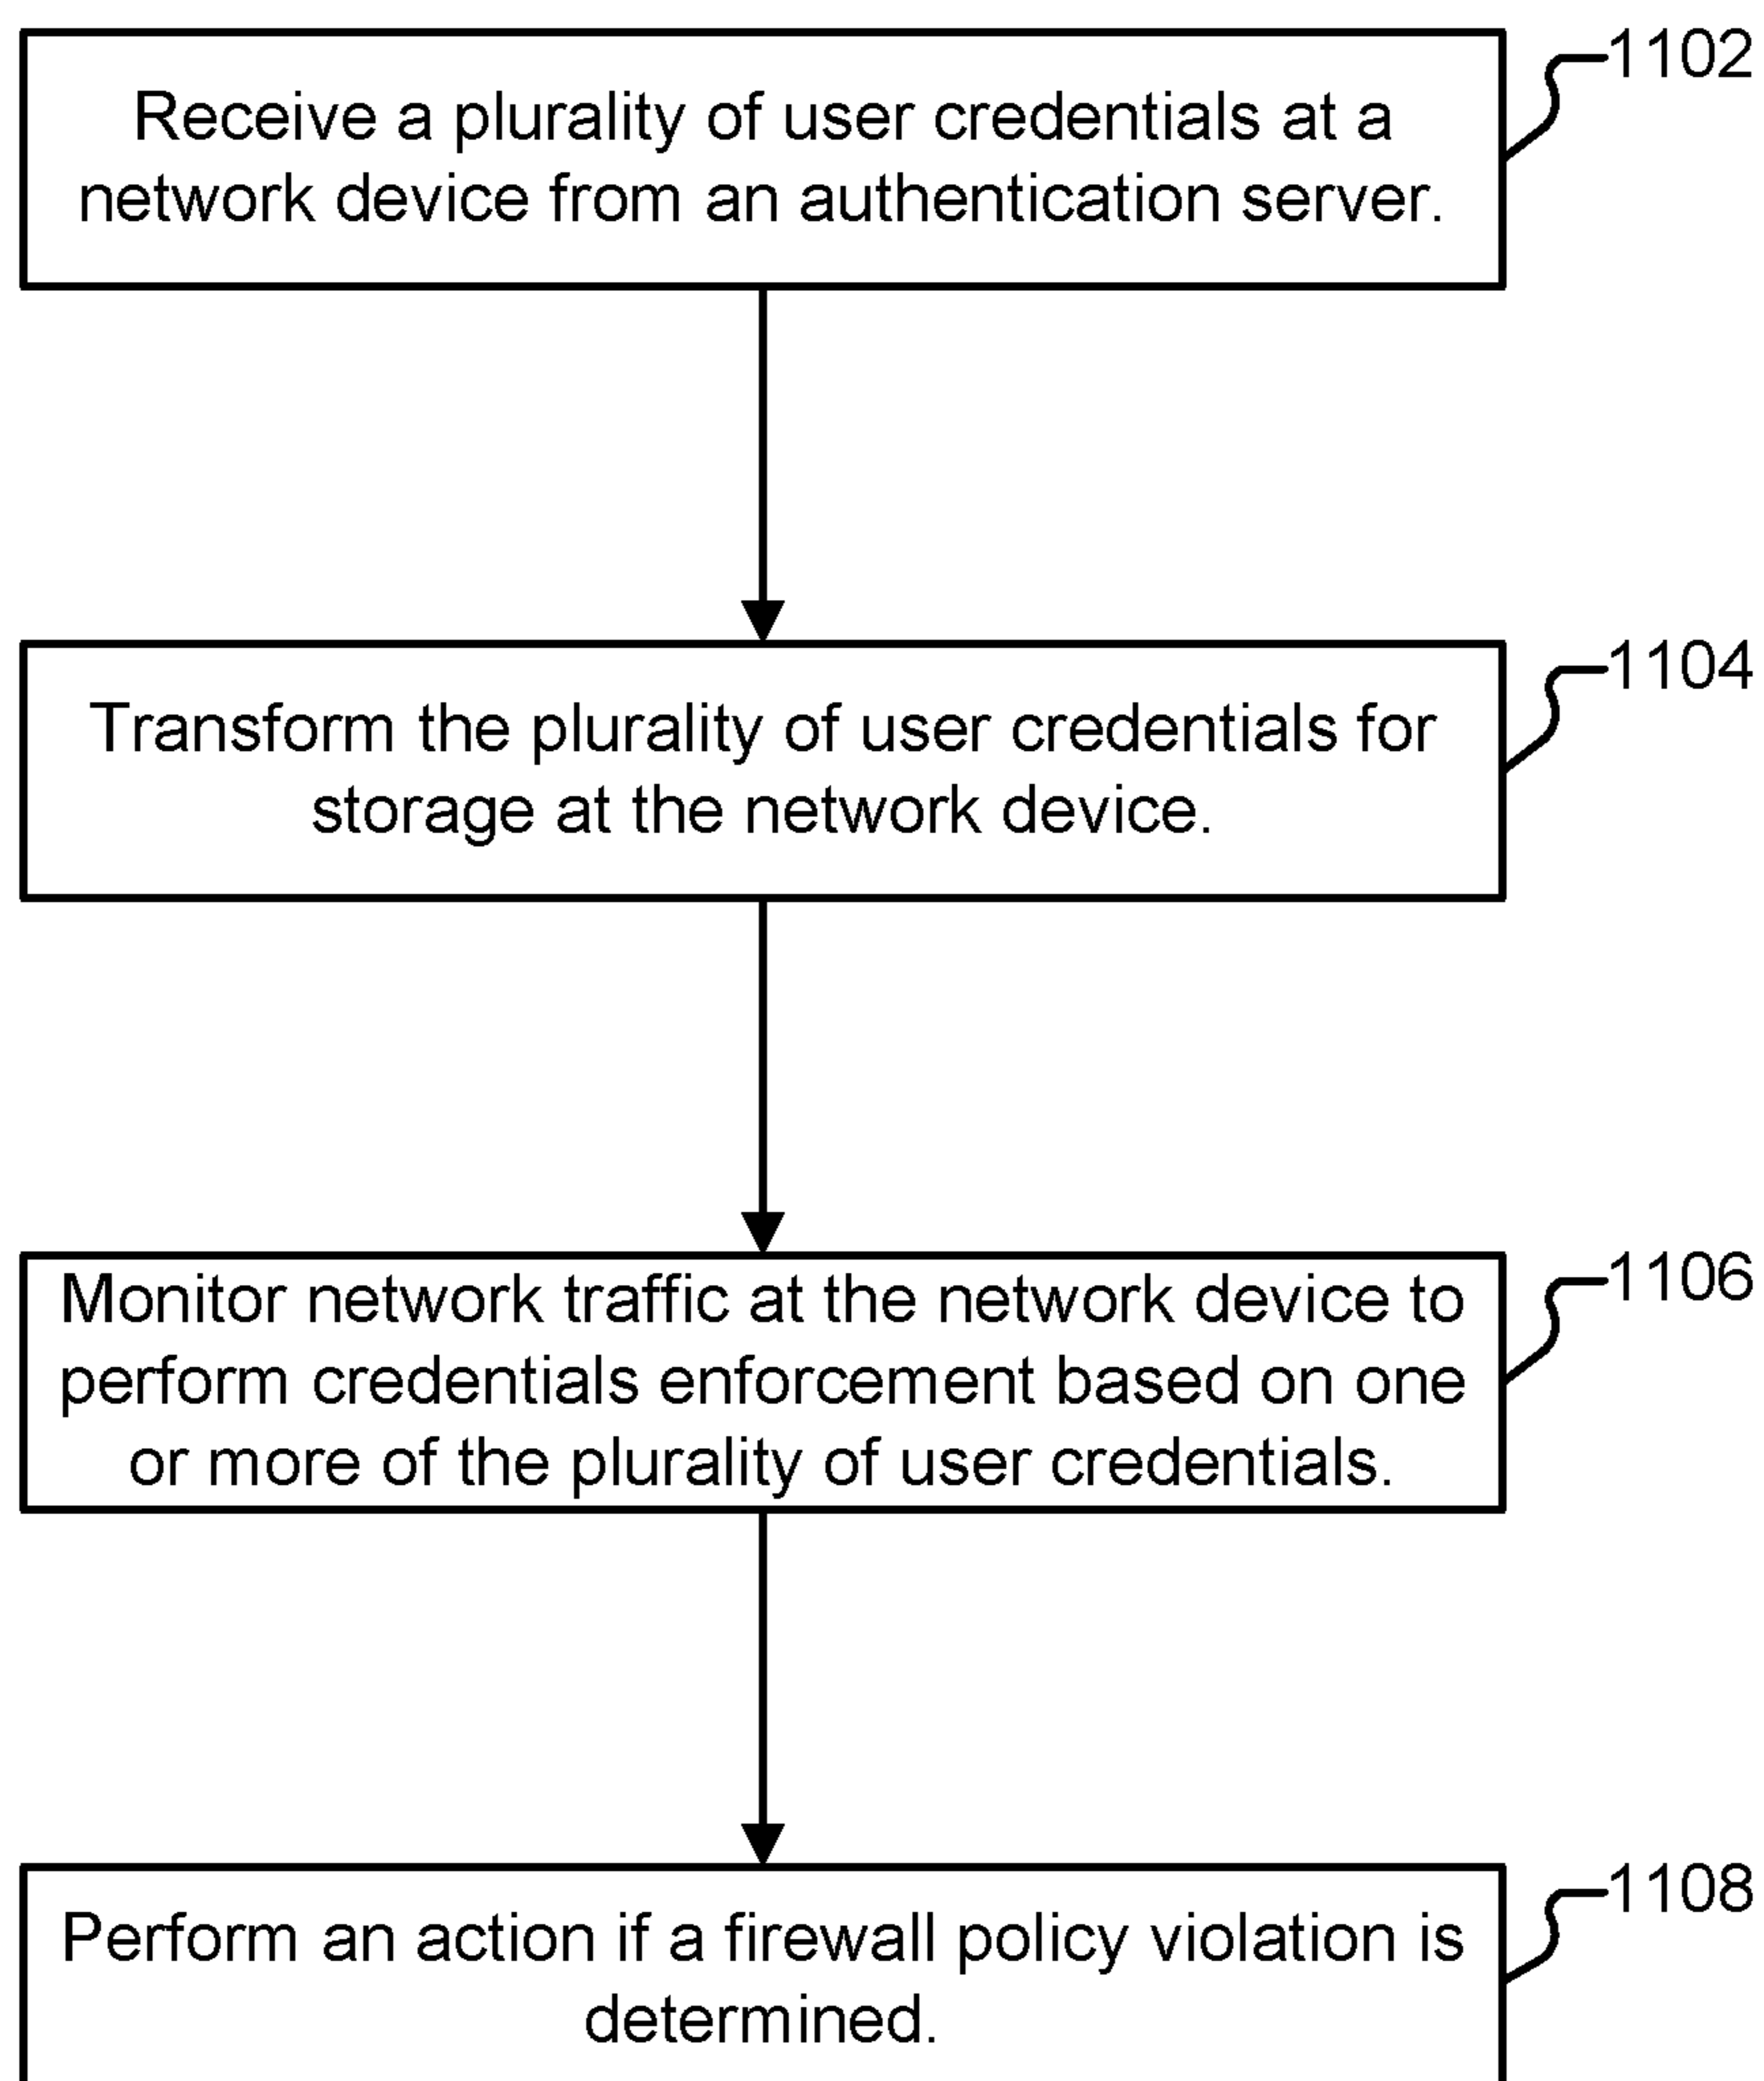 1102
Receive a plurality of user credentials at a
network device from an authentication server.
1104
Transform the plurality of user credentials for
storage at the network device.
1106
Monitor network traffic at the network device to
perform credentials enforcement based on one
or more of the plurality of user credentials.
1108
Perform an action if a firewall policy violation is
determined.